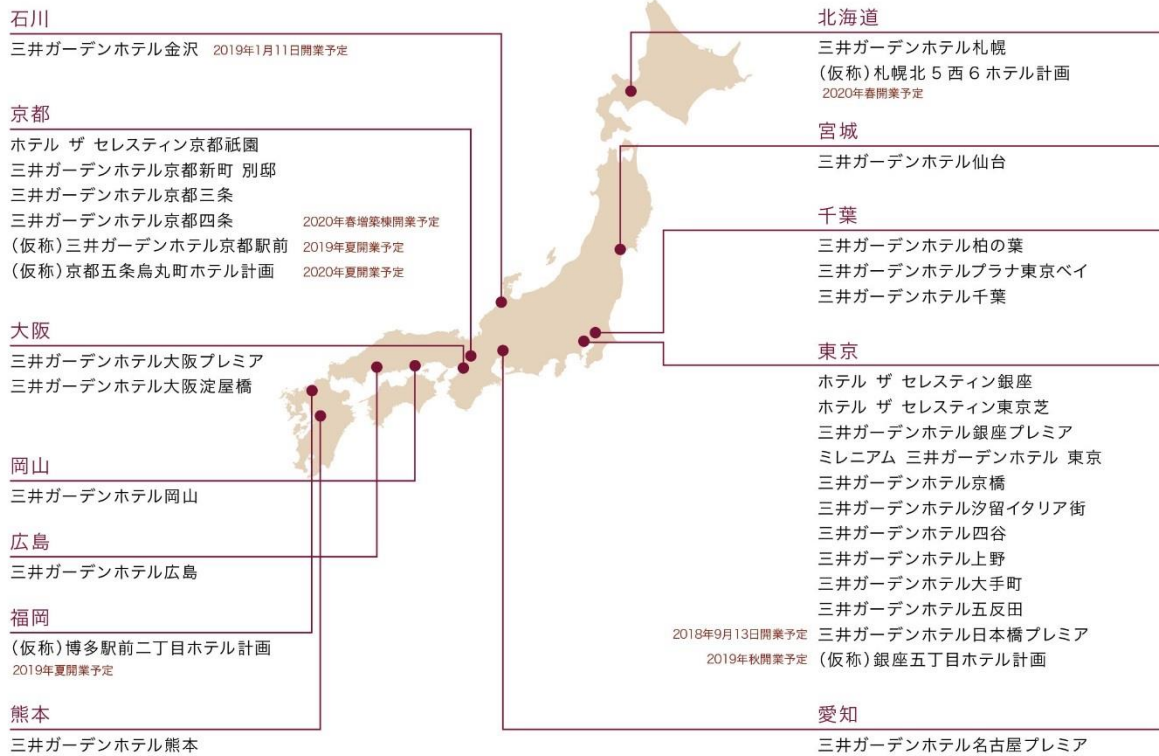 石川
三井ガーデンホテル金沢 2019年1月11日開業予定
京都
ホテル ザ セレスティン京都祇園
三井ガーデンホテル京都新町 別邸
三井ガーデンホテル京都三条
三井ガーデンホテル京都四条 2020年春増築棟開業予定
(仮称)三井ガーデンホテル京都駅前 2019年夏開業予定
(仮称)京都五条烏丸町ホテル計画 2020年夏開業予定
大阪
三井ガーデンホテル大阪プレミア
三井ガーデンホテル大阪淀屋橋
岡山
三井ガーデンホテル岡山
広島
三井ガーデンホテル広島
福岡
(仮称)博多駅前二丁目ホテル計画
2019年夏開業予定
熊本
三井ガーデンホテル熊本
北海道
三井ガーデンホテル札幌
(仮称)札幌北5西6ホテル計画
2020年春開業予定
宮城
三井ガーデンホテル仙台
千葉
三井ガーデンホテル柏の葉
三井ガーデンホテルプラナ東京ベイ
三井ガーデンホテル千葉
東京
ホテル ザ セレスティン銀座
ホテル ザ セレスティン東京芝
三井ガーデンホテル銀座プレミア
ミレニアム 三井ガーデンホテル 東京
三井ガーデンホテル京橋
三井ガーデンホテル汐留イタリア街
三井ガーデンホテル四谷
三井ガーデンホテル上野
三井ガーデンホテル大手町
三井ガーデンホテル五反田
2018年9月13日開業予定 三井ガーデンホテル日本橋プレミア
2019年秋開業予定 (仮称)銀座五丁目ホテル計画
愛知
三井ガーデンホテル名古屋プレミア